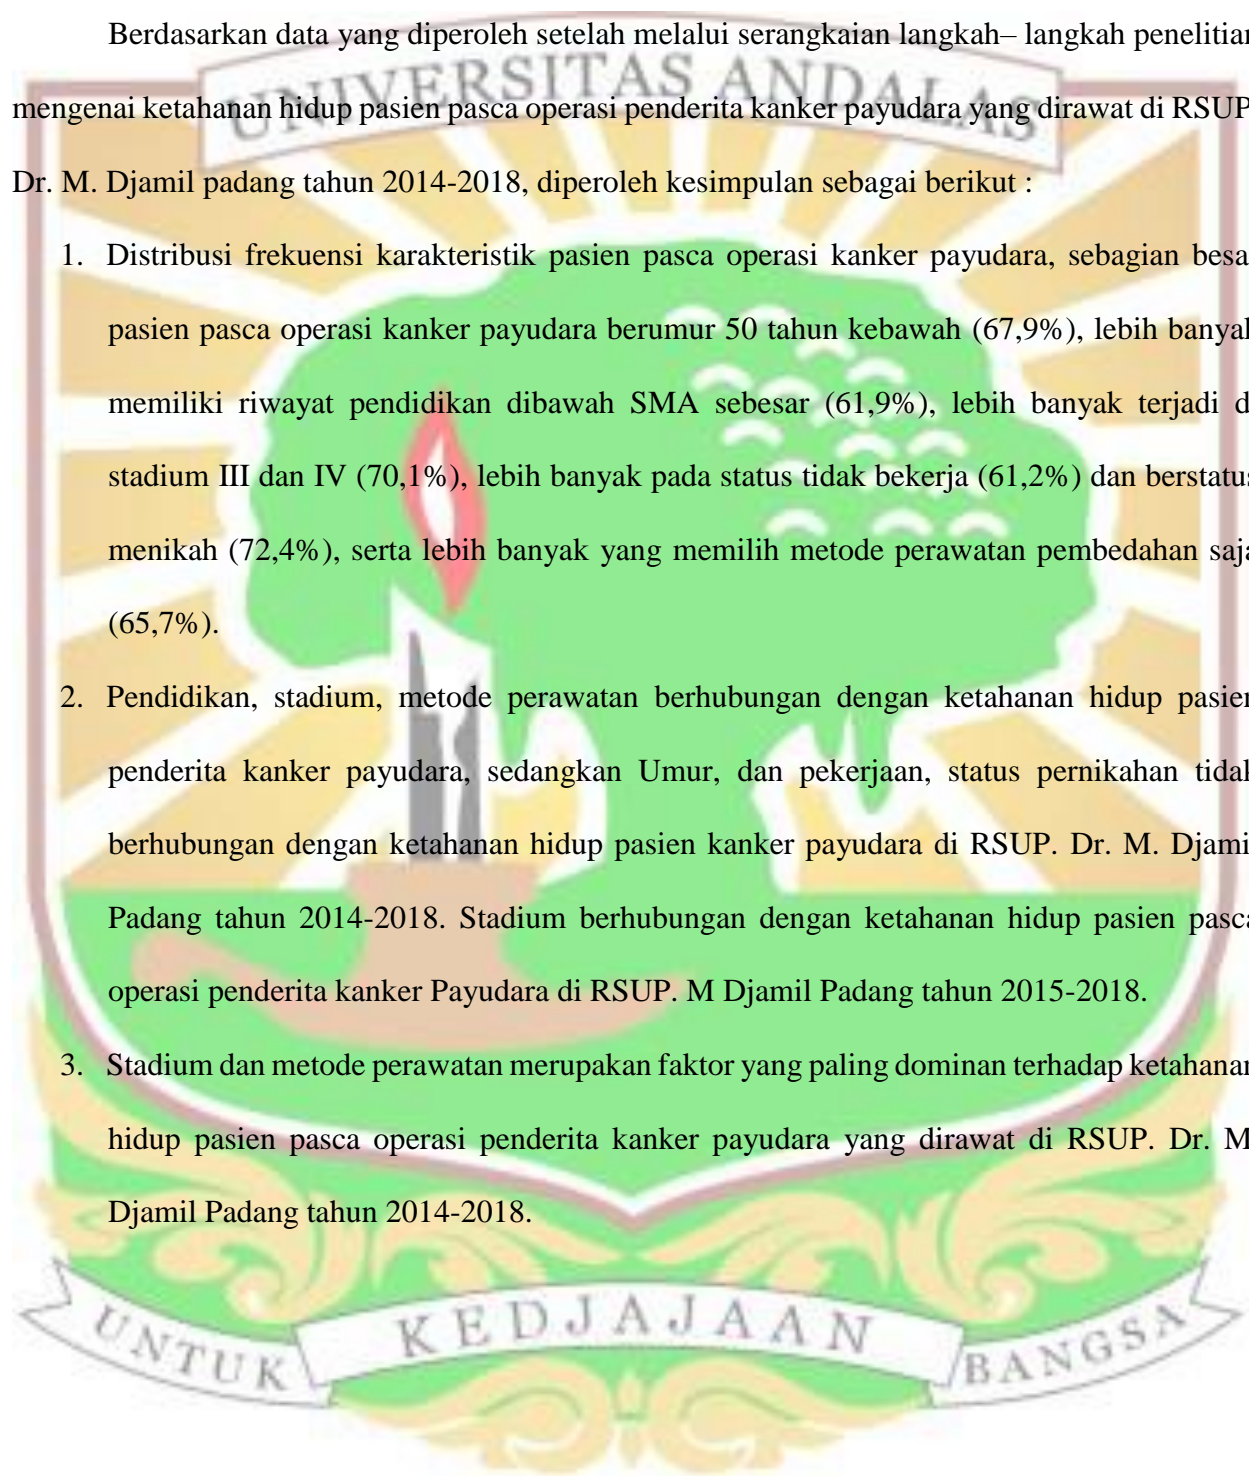 Berdasarkan data yang diperoleh setelah melalui serangkaian langkah– langkah penelitian
UNIVERSITAS ANDALAS
mengenai ketahanan hidup pasien pasca operasi penderita kanker payudara yang dirawat di RSUP
Dr. M. Djamil padang tahun 2014-2018, diperoleh kesimpulan sebagai berikut :
1. Distribusi frekuensi karakteristik pasien pasca operasi kanker payudara, sebagian besa
pasien pasca operasi kanker payudara berumur 50 tahun kebawah (67,9%), lebih banyak
memiliki riwayat pendidikan dibawah SMA sebesar (61,9%), lebih banyak terjadi d
stadium III dan IV (70,1%), lebih banyak pada status tidak bekerja (61,2%) dan berstatus
menikah (72,4%), serta lebih banyak yang memilih metode perawatan pembedahan saja
(65,7%).
2. Pendidikan, stadium, metode perawatan berhubungan dengan ketahanan hidup pasien
penderita kanker payudara, sedangkan Umur, dan pekerjaan, status pernikahan tidak
berhubungan dengan ketahanan hidup pasien kanker payudara di RSUP. Dr. M. Djami
Padang tahun 2014-2018. Stadium berhubungan dengan ketahanan hidup pasien pasca
operasi penderita kanker Payudara di RSUP. M Djamil Padang tahun 2015-2018.
3. Stadium dan metode perawatan merupakan faktor yang paling dominan terhadap ketahanan
hidup pasien pasca operasi penderita kanker payudara yang dirawat di RSUP. Dr. M
Djamil Padang tahun 2014-2018.
UNTUK KEDJAJAAN BANGSA